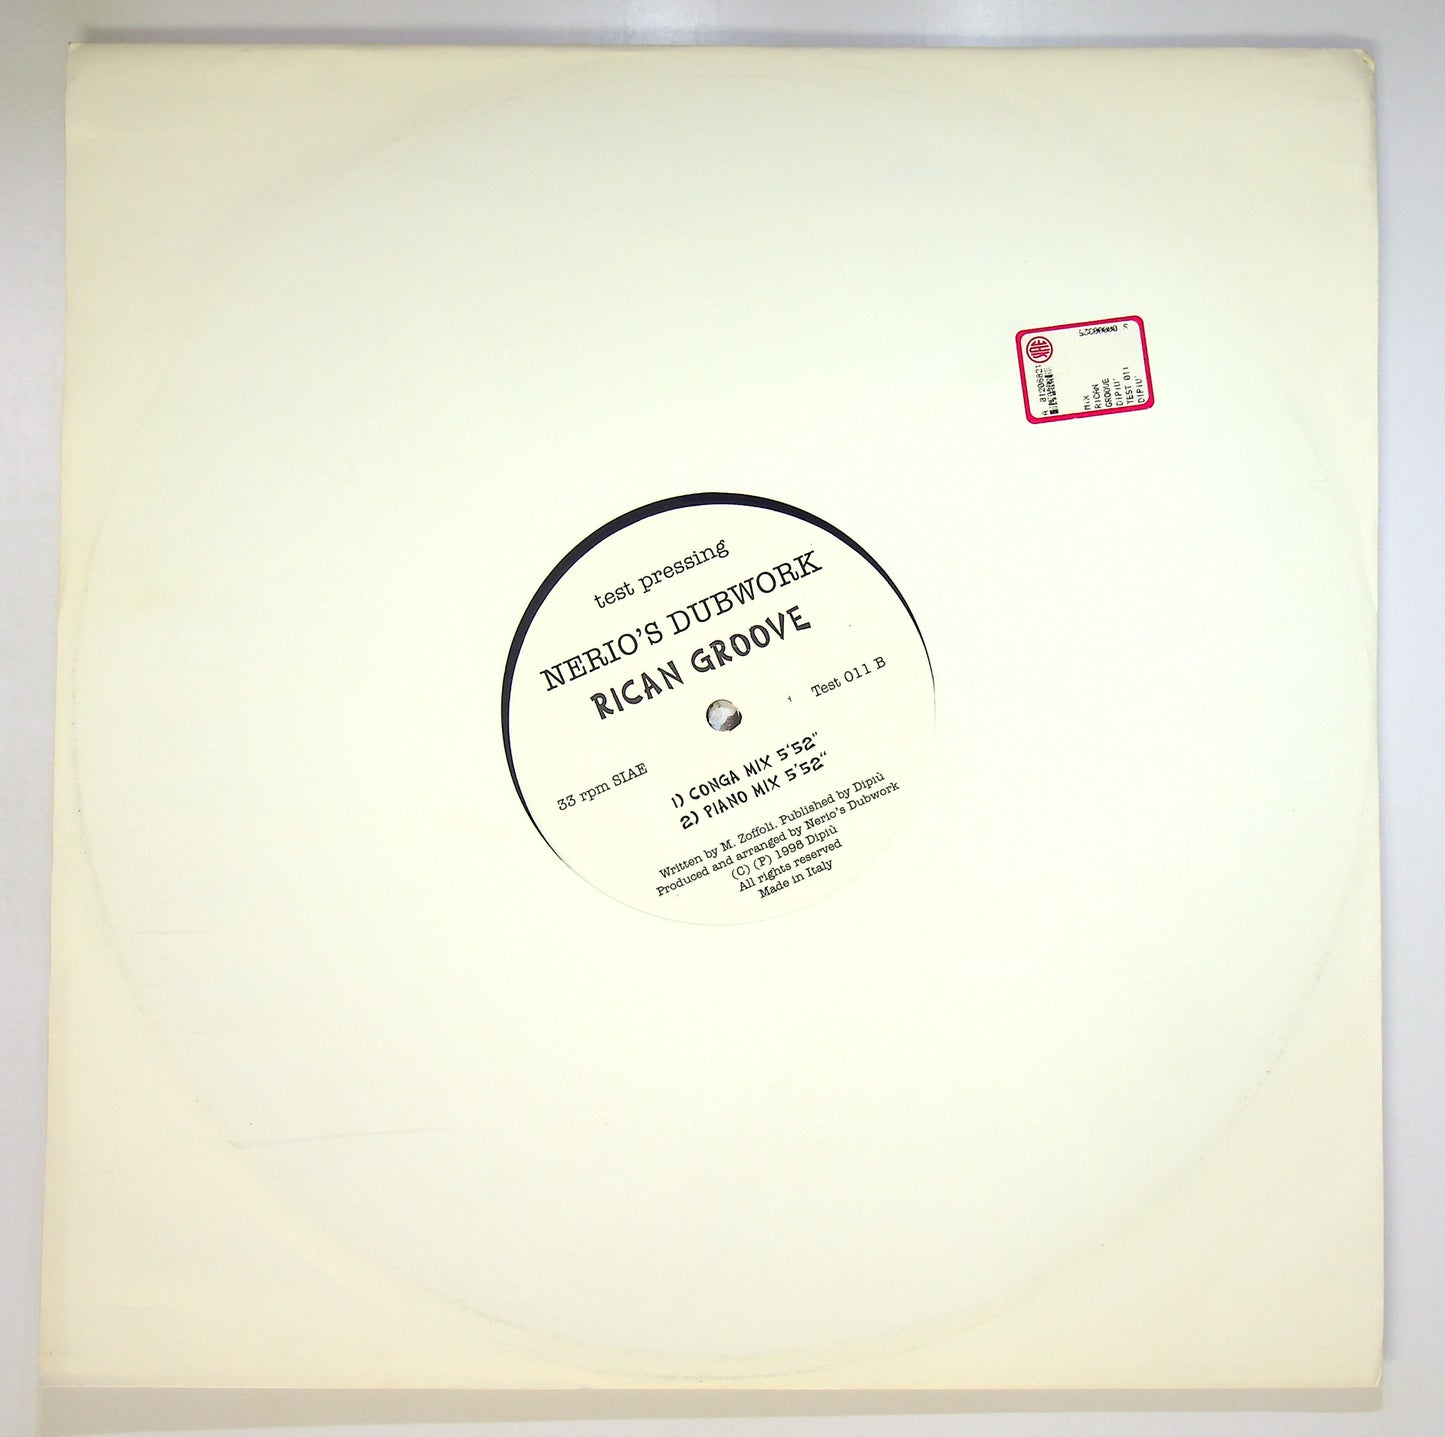 test pressing
NERIO'S DUBWORK
RICAN GROOVE
Test 011 B
33 rpm SIAE
1) CONGA MIX 5'52"
2) PIANO MIX 5'52"
Written by M. Zoffoli. Published by Dipiù
Produced and arranged by Nerio's Dubwork
(C) (P) 1998 Dipiù
All rights reserved
Made in Italy
MIX
RICAN
GROOVE
DIPIU'
TEST 011
DIPIU'